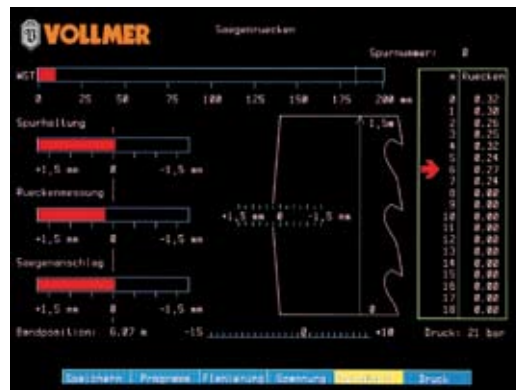 VOLLMER
Saegenruecken
Spurnummer: 0
WST
0 25 50 75 100 125 150 175 200 mm
m Ruecken
0 0.32
1 0.30
2 0.26
3 0.25
4 0.32
5 0.24
6 0.27
7 0.24
8 0.00
9 0.00
10 0.00
11 0.00
12 0.00
13 0.00
14 0.00
15 0.00
16 0.00
17 0.00
18 0.00
Spurhaltung
+1,5 mm 0 -1,5 mm
Rueckenmessung
+1,5 mm 0 -1,5 mm
Saegenanschlag
+1,5 mm 0 -1,5 mm
1,5m
+1,5 mm 0 -1,5 mm
0
Bandposition: 6.07 m
-15 0 +10
Druck: 21 bar
Speichern Programm Planierung Spannung Druck